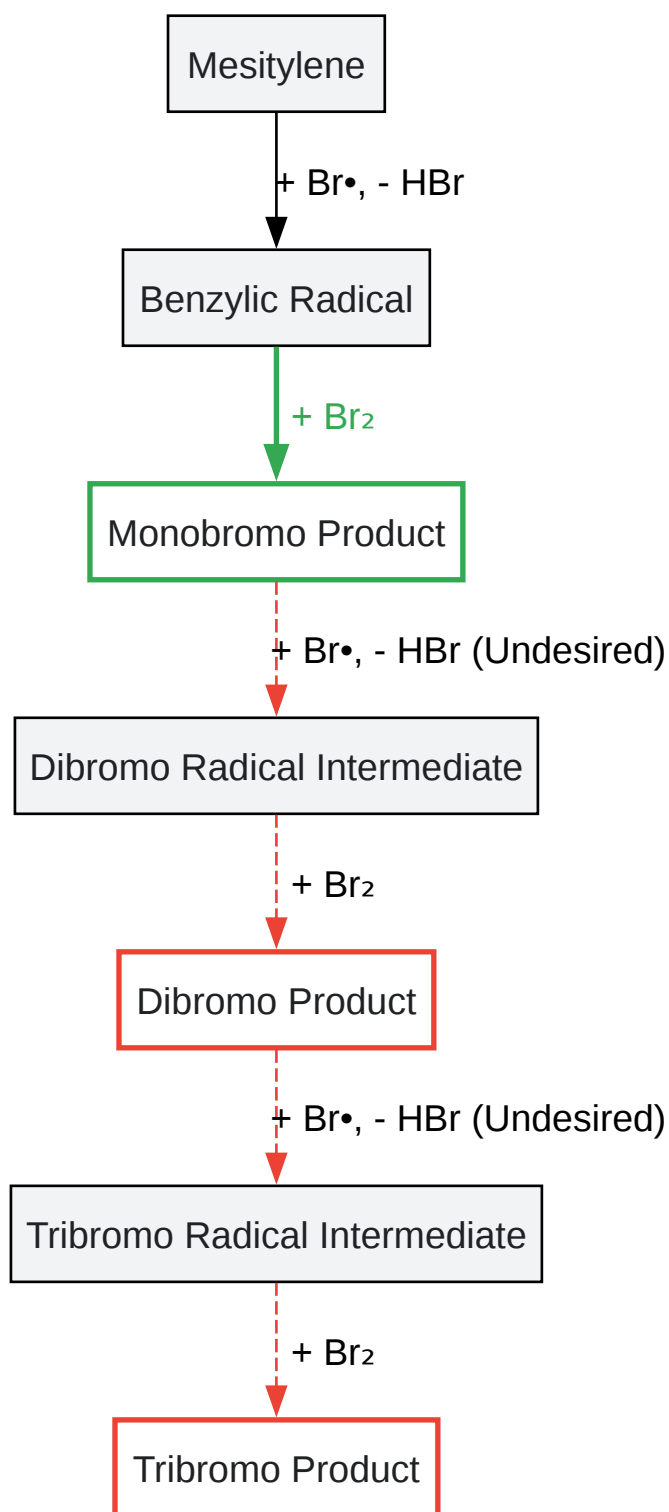 Mesitylene
+ Br•, - HBr
Benzylic Radical
+ Br₂
Monobromo Product
+ Br•, - HBr (Undesired)
Dibromo Radical Intermediate
+ Br₂
Dibromo Product
+ Br•, - HBr (Undesired)
Tribromo Radical Intermediate
+ Br₂
Tribromo Product